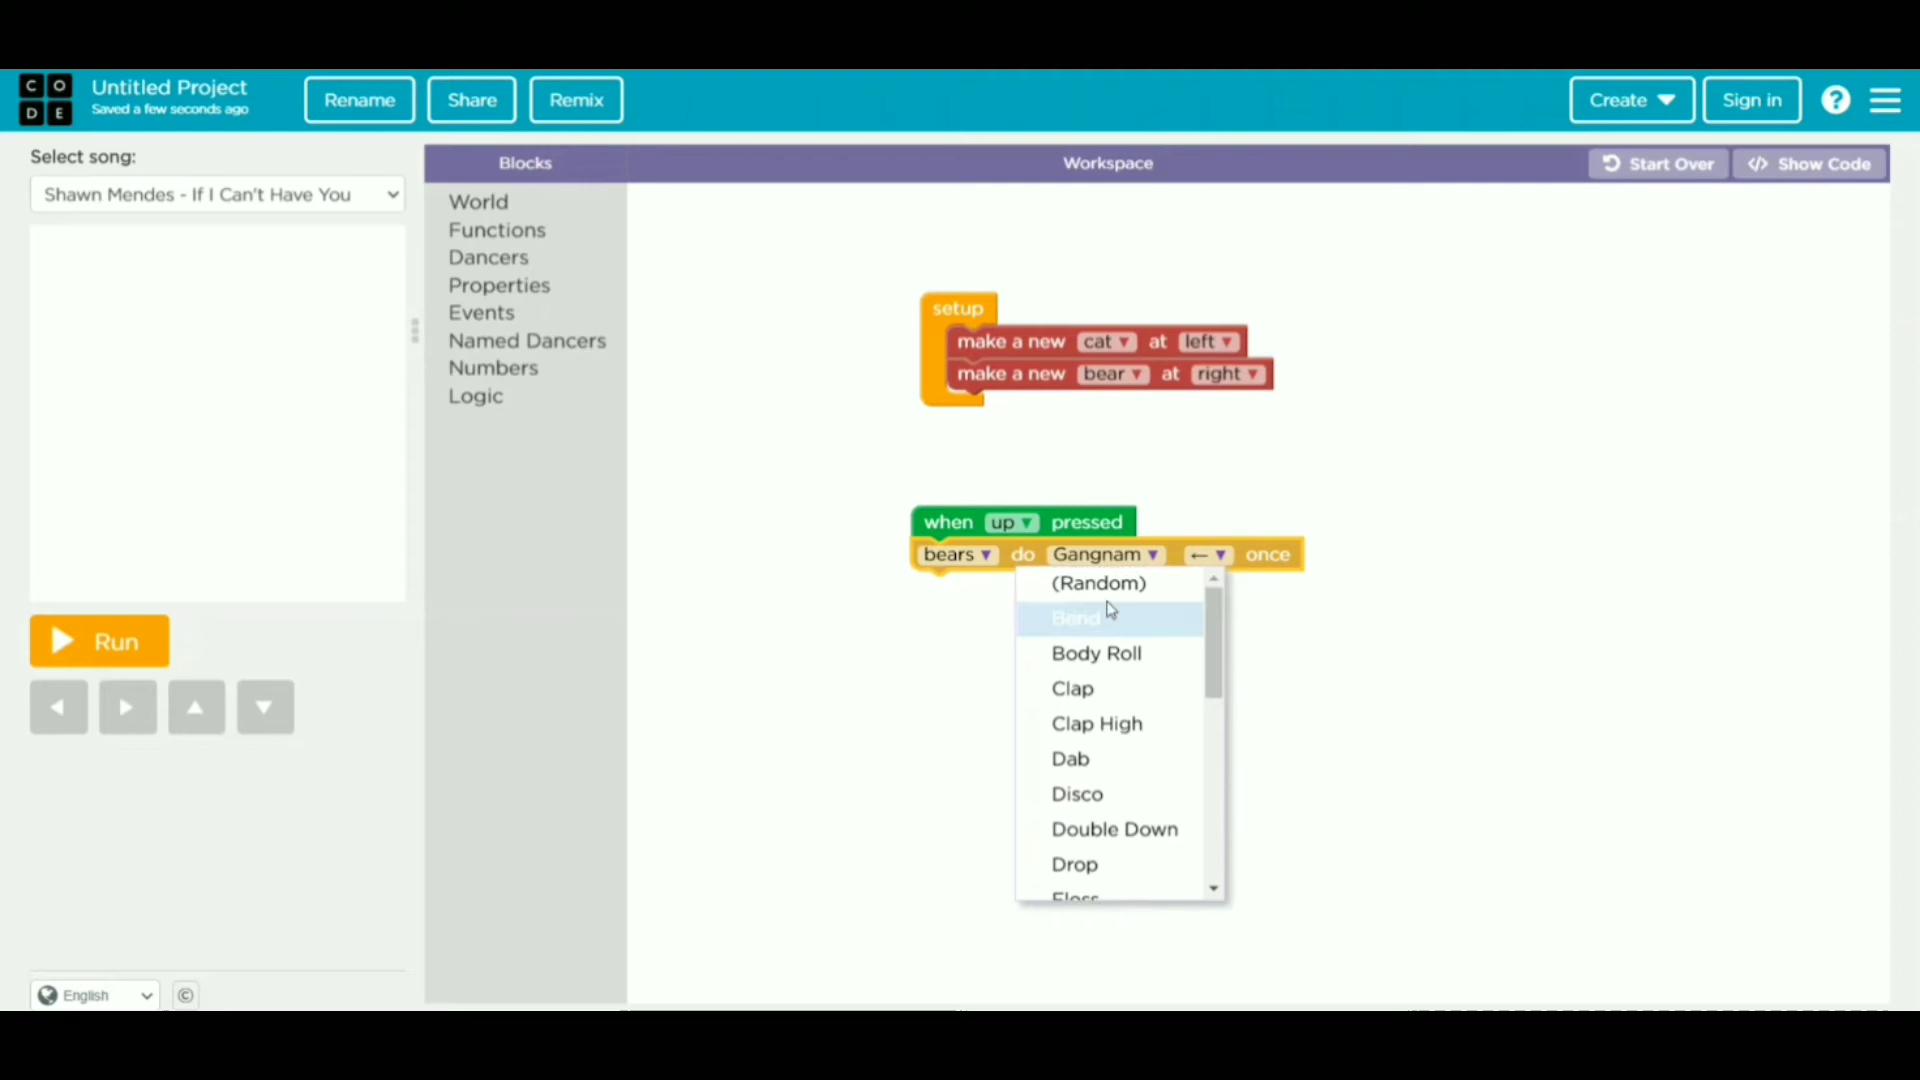 C O
D E
Untitled Project
Saved a few seconds ago
Rename
Share
Remix
Create
Sign in
?
Select song:
Shawn Mendes - If I Can't Have You
Run
English
©
Blocks
Workspace
Start Over
</> Show Code
World
Functions
Dancers
Properties
Events
Named Dancers
Numbers
Logic
setup
make a new cat at left
make a new bear at right
when up pressed
bears do Gangnam ← once
(Random)
Bend
Body Roll
Clap
Clap High
Dab
Disco
Double Down
Drop
Floss